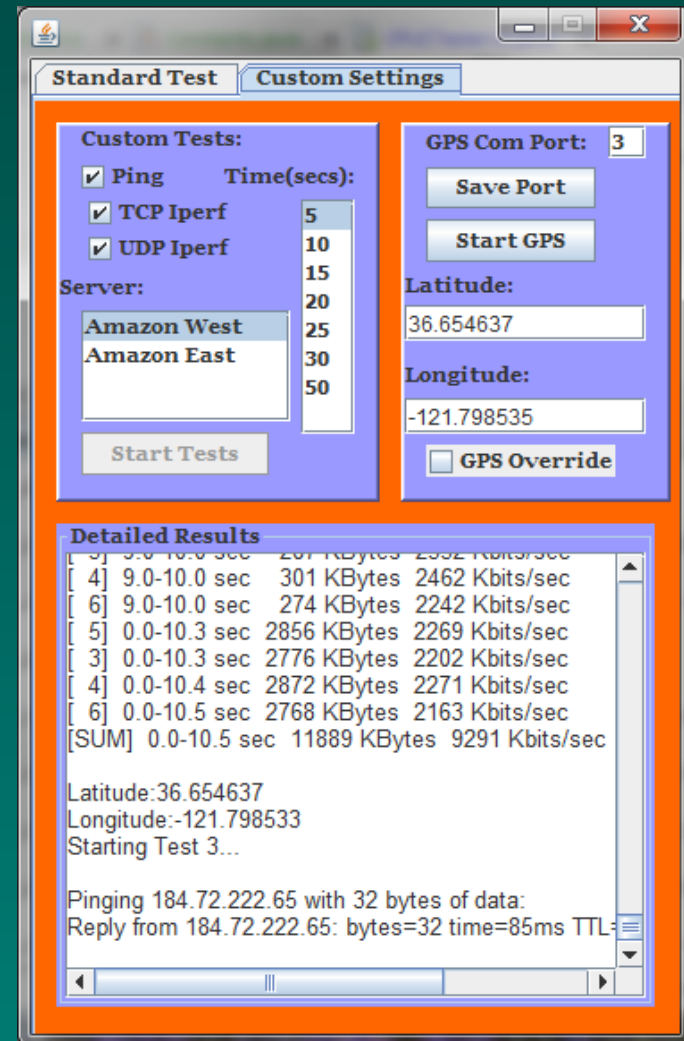 Standard Test
Custom Settings
Custom Tests:
Ping
Time(secs):
TCP Iperf
UDP Iperf
5
10
15
20
25
30
50
Server:
Amazon West
Amazon East
Start Tests
GPS Com Port: 3
Save Port
Start GPS
Latitude:
36.654637
Longitude:
-121.798535
GPS Override
Detailed Results
9.0-10.0 sec KBytes Kbits/sec
[ 4] 9.0-10.0 sec 301 KBytes 2462 Kbits/sec
[ 6] 9.0-10.0 sec 274 KBytes 2242 Kbits/sec
[ 5] 0.0-10.3 sec 2856 KBytes 2269 Kbits/sec
[ 3] 0.0-10.3 sec 2776 KBytes 2202 Kbits/sec
[ 4] 0.0-10.4 sec 2872 KBytes 2271 Kbits/sec
[ 6] 0.0-10.5 sec 2768 KBytes 2163 Kbits/sec
[SUM] 0.0-10.5 sec 11889 KBytes 9291 Kbits/sec
Latitude:36.654637
Longitude:-121.798533
Starting Test 3...
Pinging 184.72.222.65 with 32 bytes of data:
Reply from 184.72.222.65: bytes=32 time=85ms TTL=